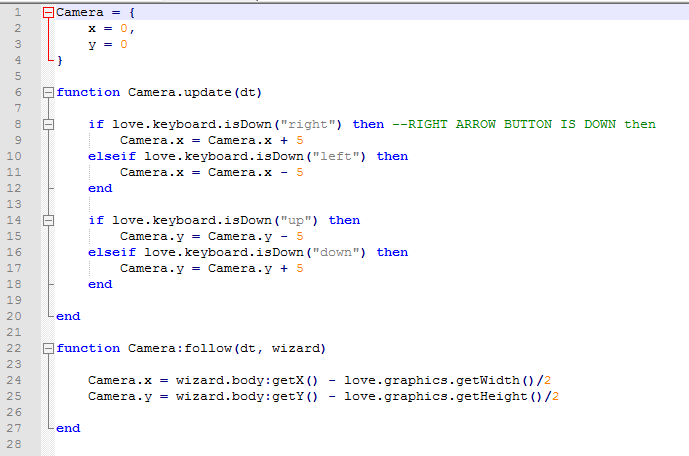 1 Camera = {
2     x = 0,
3     y = 0
4 }
5
6 function Camera.update(dt)
7
8     if love.keyboard.isDown("right") then --RIGHT ARROW BUTTON IS DOWN then
9         Camera.x = Camera.x + 5
10     elseif love.keyboard.isDown("left") then
11         Camera.x = Camera.x - 5
12     end
13
14     if love.keyboard.isDown("up") then
15         Camera.y = Camera.y - 5
16     elseif love.keyboard.isDown("down") then
17         Camera.y = Camera.y + 5
18     end
19
20 end
21
22 function Camera:follow(dt, wizard)
23
24     Camera.x = wizard.body:getX() - love.graphics.getWidth()/2
25     Camera.y = wizard.body:getY() - love.graphics.getHeight()/2
26
27 end
28